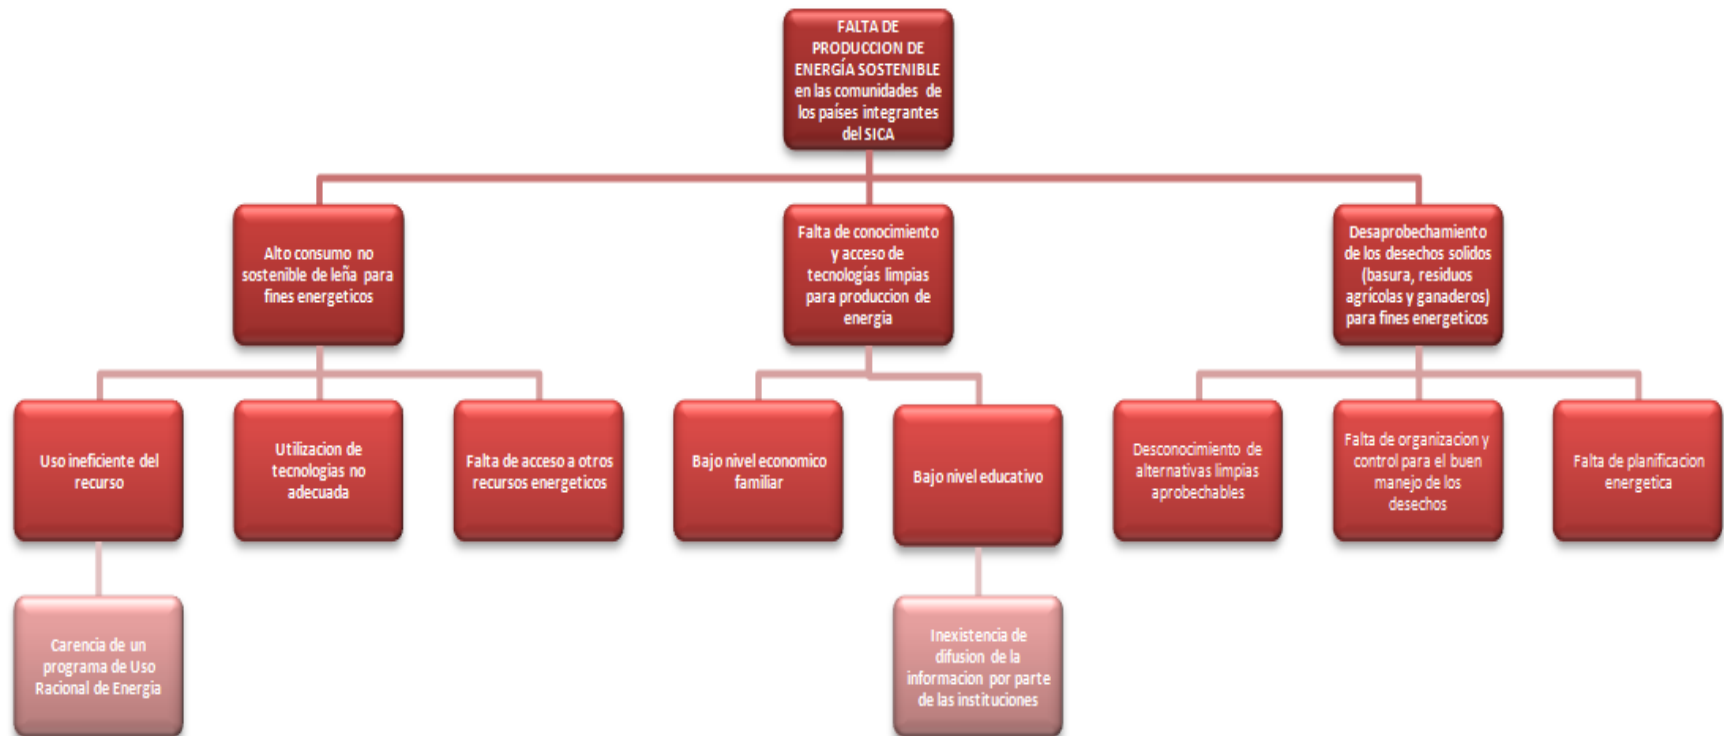 FALTA DE
PRODUCCION DE
ENERGÍA SOSTENIBLE
en las comunidades de
los países integrantes
del SICA
Alto consumo no
sostenible de leña para
fines energeticos
Falta de conocimiento
y acceso de
tecnologías limpias
para produccion de
energia
Desaprobechamiento
de los desechos solidos
(basura, residuos
agrícolas y ganaderos)
para fines energeticos
Uso ineficiente del
recurso
Utilizacion de
tecnologias no
adecuada
Falta de acceso a otros
recursos energeticos
Bajo nivel economico
familiar
Bajo nivel educativo
Desconocimiento de
alternativas limpias
aprobechables
Falta de organizacion y
control para el buen
manejo de los
desechos
Falta de planificacion
energetica
Carencia de un
programa de Uso
Racional de Energia
Inexistencia de
difusion de la
informacion por parte
de las instituciones